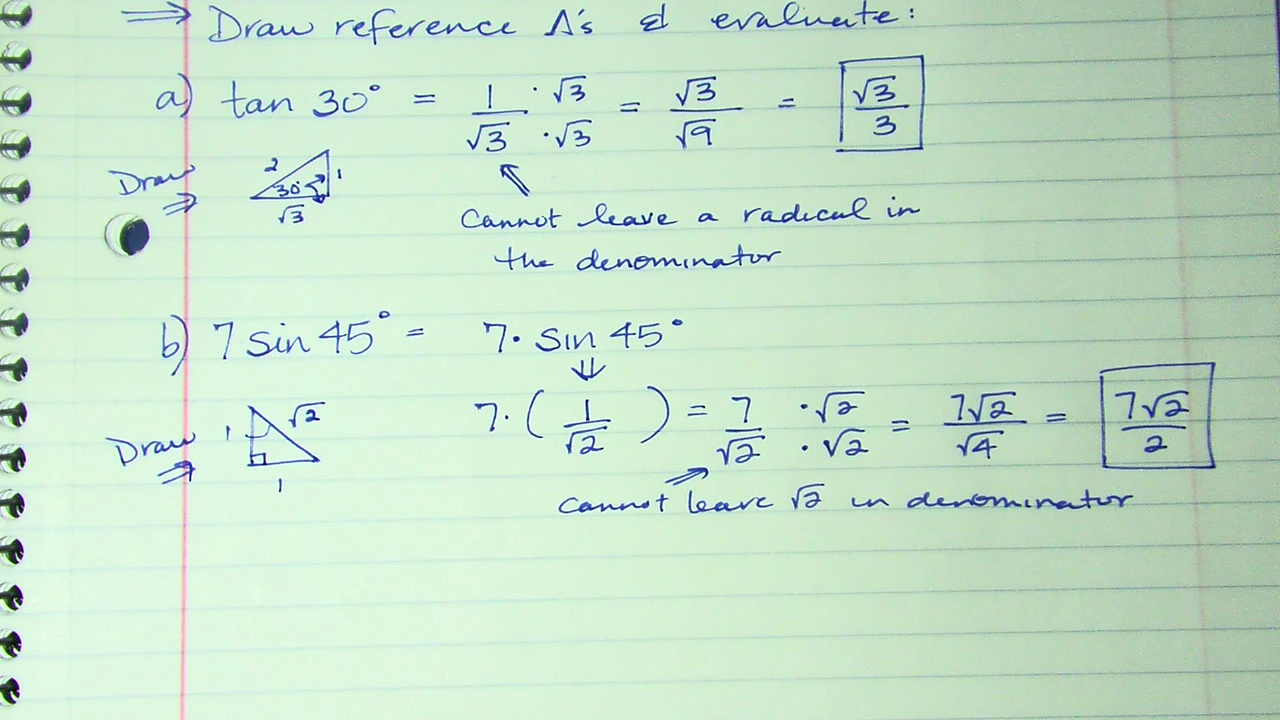 ⇒ Draw reference Δ's & evaluate:
a) tan 30° = 1/√3 · √3/· √3 = √3/√9 = √3/3
Draw ⇒ 2 1 30° √3
Cannot leave a radical in
the denominator
b) 7 sin 45° = 7 · sin 45°
⇓
7 · (1/√2) = 7/√2 · √2/· √2 = 7√2/√4 = 7√2/2
Draw ⇒ 1 √2 1
Cannot leave √2 in denominator